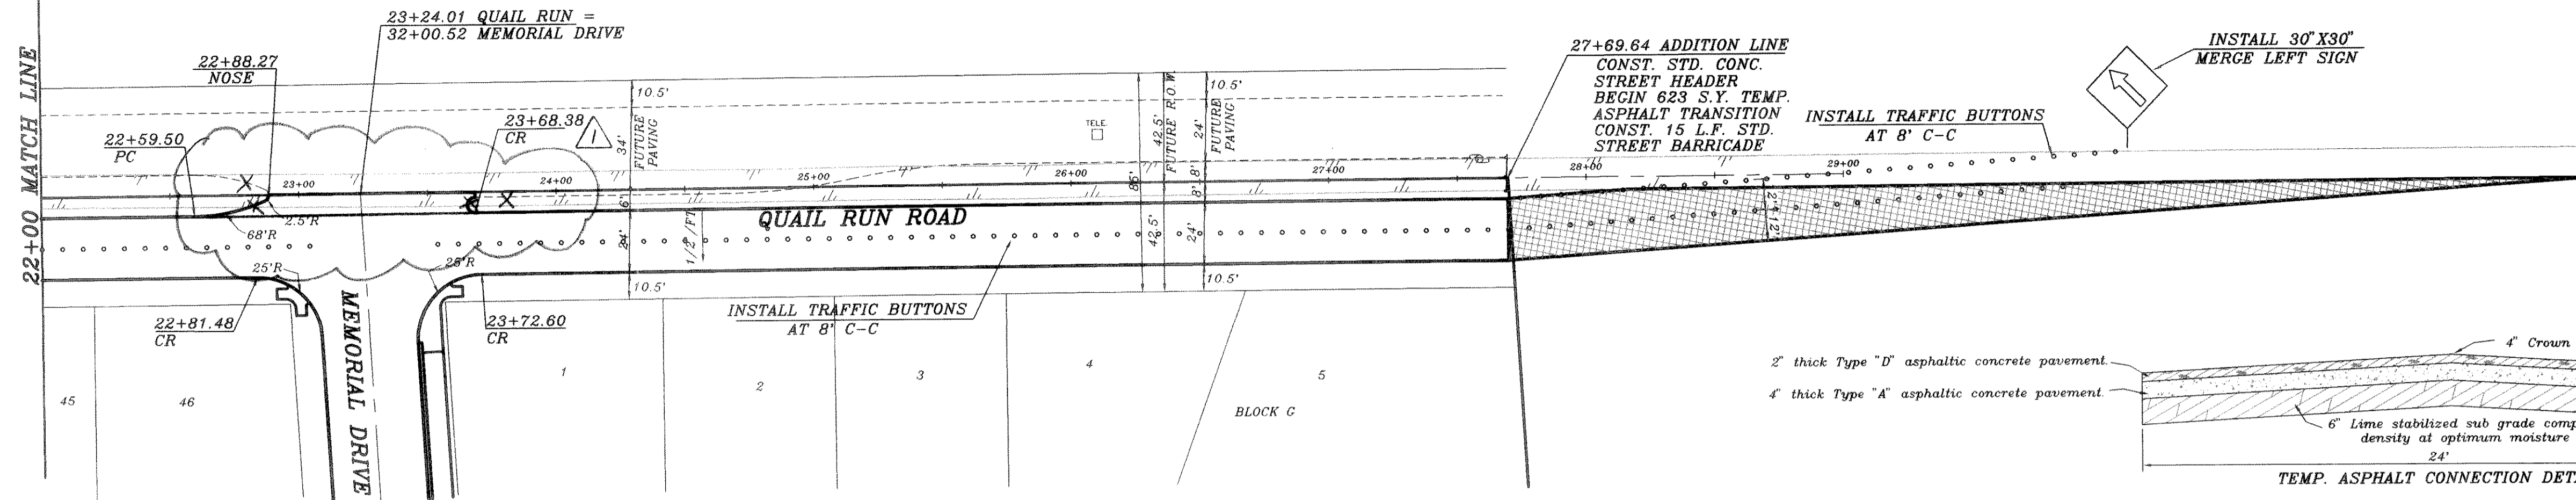 22+00 MATCH LINE
23+24.01 QUAIL RUN =
32+00.52 MEMORIAL DRIVE
22+88.27
NOSE
22+59.50
PC
23+68.38
CR
1
10.5'
34'
FUTURE
PAVING
TELE.
42.5'
FUTURE R.O.W.
10.5'
24'
FUTURE
PAVING
27+69.64 ADDITION LINE
CONST. STD. CONC.
STREET HEADER
BEGIN 623 S.Y. TEMP.
ASPHALT TRANSITION
CONST. 15 L.F. STD.
STREET BARRICADE
INSTALL TRAFFIC BUTTONS
AT 8' C-C
INSTALL 30"X30"
MERGE LEFT SIGN
23+00
24+00
25+00
26+00
27+00
28+00
29+00
85'
8'
8'
16'
2.5'R
68'R
QUAIL RUN ROAD
24'
1/2"/FT
42.5'
24'
12'
25'R
25'R
10.5'
10.5'
22+81.48
CR
23+72.60
CR
INSTALL TRAFFIC BUTTONS
AT 8' C-C
MEMORIAL DRIVE
45
46
1
2
3
4
5
BLOCK G
4" Crown
2" thick Type "D" asphaltic concrete pavement.
4" thick Type "A" asphaltic concrete pavement.
6" Lime stabilized sub grade comp
density at optimum moisture
24'
TEMP. ASPHALT CONNECTION DET